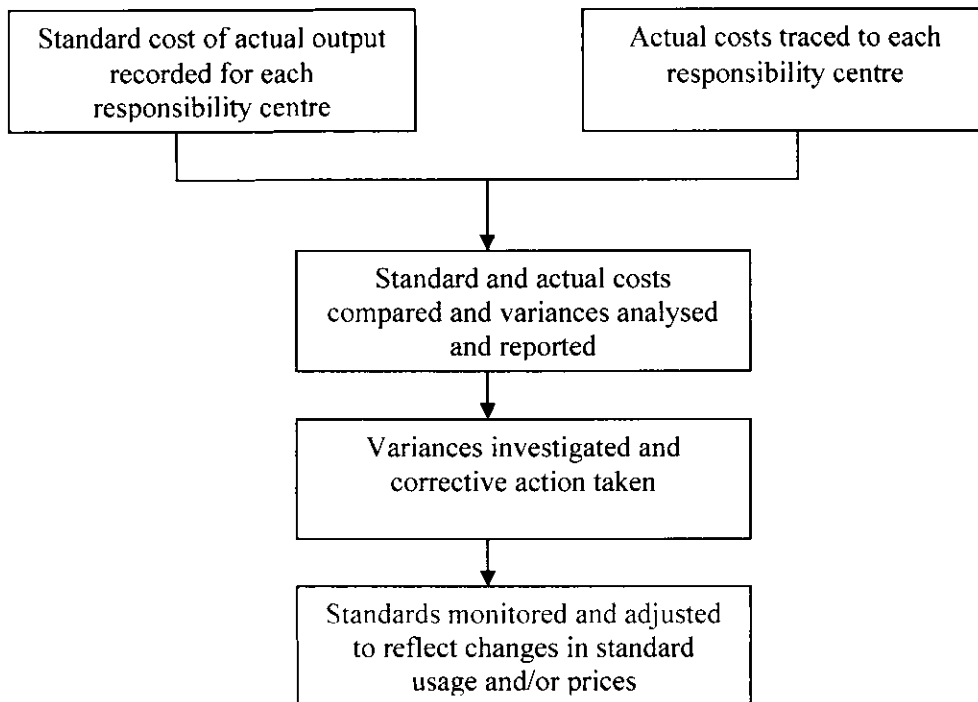 Standard cost of actual output
recorded for each
responsibility centre
Actual costs traced to each
responsibility centre
Standard and actual costs
compared and variances analysed
and reported
Variances investigated and
corrective action taken
Standards monitored and adjusted
to reflect changes in standard
usage and/or prices